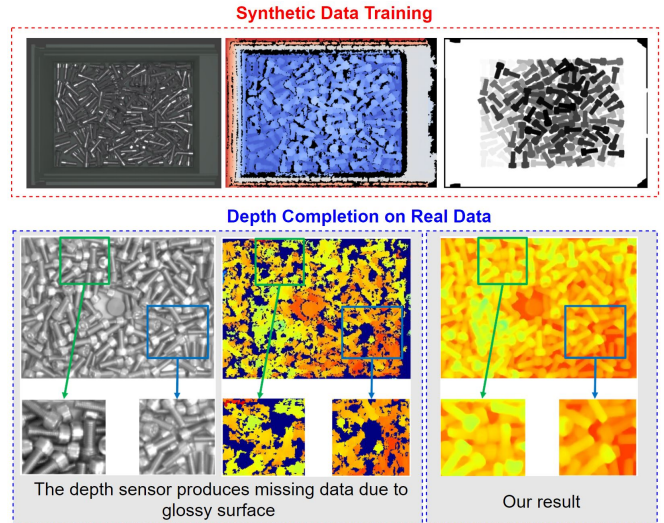 Synthetic Data Training
Depth Completion on Real Data
The depth sensor produces missing data due to
glossy surface
Our result